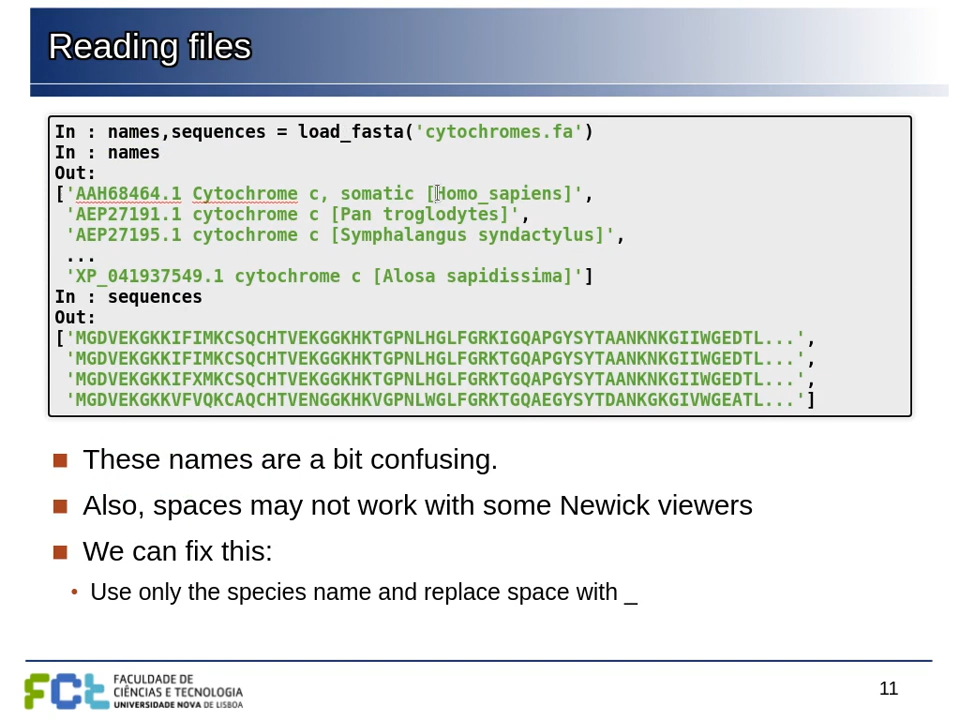 Reading files
In : names,sequences = load_fasta('cytochromes.fa')
In : names
Out:
['AAH68464.1 Cytochrome c, somatic [Homo_sapiens]',
'AEP27191.1 cytochrome c [Pan troglodytes]',
'AEP27195.1 cytochrome c [Symphalangus syndactylus]',
...
'XP_041937549.1 cytochrome c [Alosa sapidissima]']
In : sequences
Out:
['MGDVEKGKKIFIMKCSQCHTVEKGGKHKTGPNLHGLFGRKIGQAPGYSYTAANKNKGIIWGEDTL...',
'MGDVEKGKKIFIMKCSQCHTVEKGGKHKTGPNLHGLFGRKTGQAPGYSYTAANKNKGIIWGEDTL...',
'MGDVEKGKKIFXMKCSQCHTVEKGGKHKTGPNLHGLFGRKTGQAPGYSYTAANKNKGIIWGEDTL...',
'MGDVEKGKKVFVQKCAQCHTVENGGKHKVGPNLWGLFGRKTGQAEGYSYTDANKGKGIVWGEATL...']
These names are a bit confusing.
Also, spaces may not work with some Newick viewers
We can fix this:
Use only the species name and replace space with _
FCT
FACULDADE DE
CIÊNCIAS E TECNOLOGIA
UNIVERSIDADE NOVA DE LISBOA
11